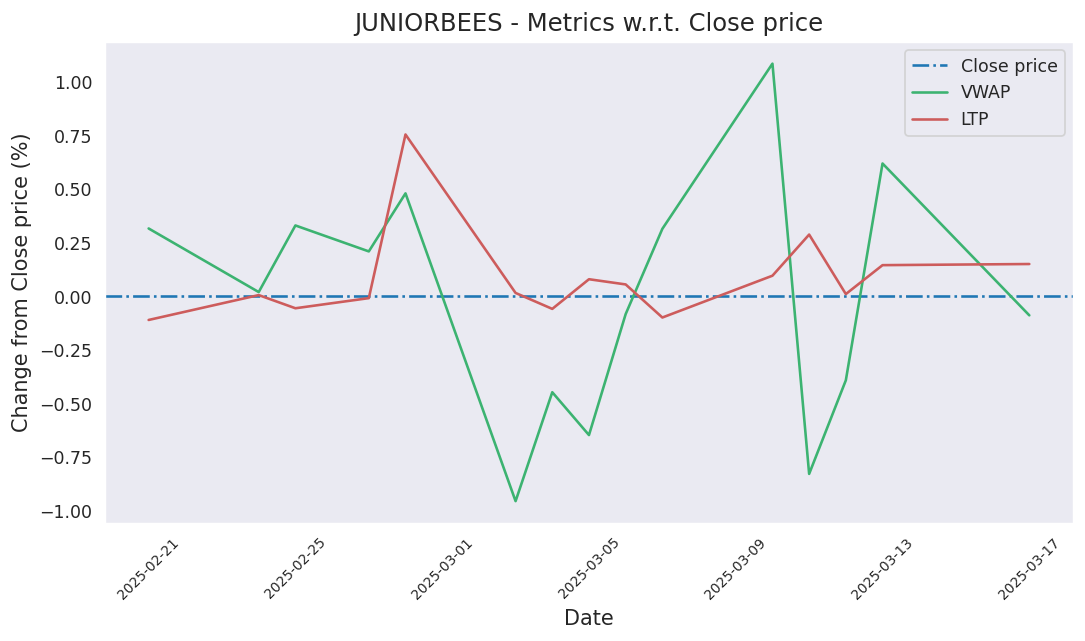 JUNIORBEES - Metrics w.r.t. Close price
Close price
VWAP
LTP
Change from Close price (%)
1.00
0.75
0.50
0.25
0.00
−0.25
−0.50
−0.75
−1.00
2025-02-21
2025-02-25
2025-03-01
2025-03-05
2025-03-09
2025-03-13
2025-03-17
Date